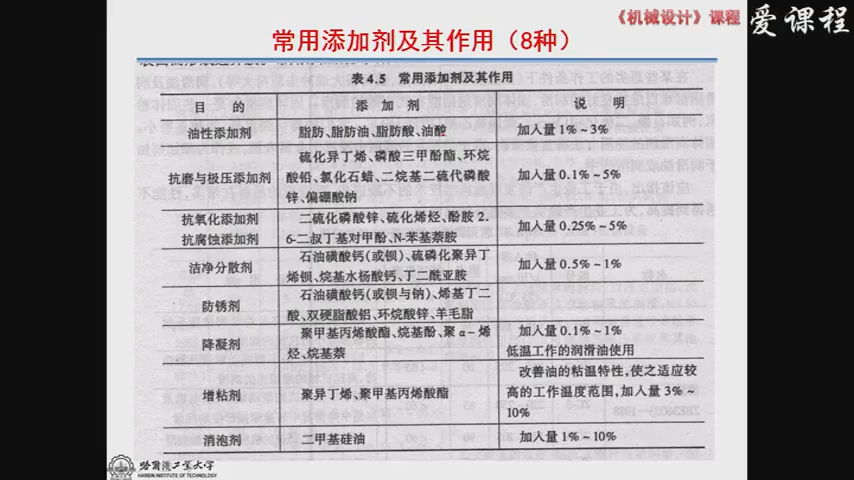 《机械设计》课程
爱课程
常用添加剂及其作用（8种）
表4.5 常用添加剂及其作用
目 的 添 加 剂 说 明
油性添加剂 脂肪、脂肪油、脂肪酸、油酸 加入量1%~3%
抗磨与极压添加剂 硫化异丁烯、磷酸三甲酚酯、环烷
酸铅、氯化石蜡、二烷基二硫代磷酸
锌、偏硼酸钠
加入量0.1%~5%
抗氧化添加剂
抗腐蚀添加剂
二硫化磷酸锌、硫化烯烃、酚胺2.
6-二叔丁基对甲酚、N-苯基萘胺
加入量0.25%~5%
洁净分散剂 石油磺酸钙(或钡)、硫磷化聚异丁
烯钡、烷基水杨酸钙、丁二酰亚胺
加入量0.5%~1%
防锈剂 石油磺酸钙(或钡与钠)、烯基丁二
酸、双硬脂酸铝、环烷酸锌、羊毛脂
降凝剂 聚甲基丙烯酸酯、烷基酚、聚α-烯
烃、烷基萘
加入量0.1%~1%
低温工作的润滑油使用
增粘剂 聚异丁烯、聚甲基丙烯酸酯
改善油的粘温特性,使之适应较
高的工作温度范围,加入量3%~
10%
消泡剂 二甲基硅油 加入量1%~10%
哈尔滨工业大学
HARBIN INSTITUTE OF TECHNOLOGY